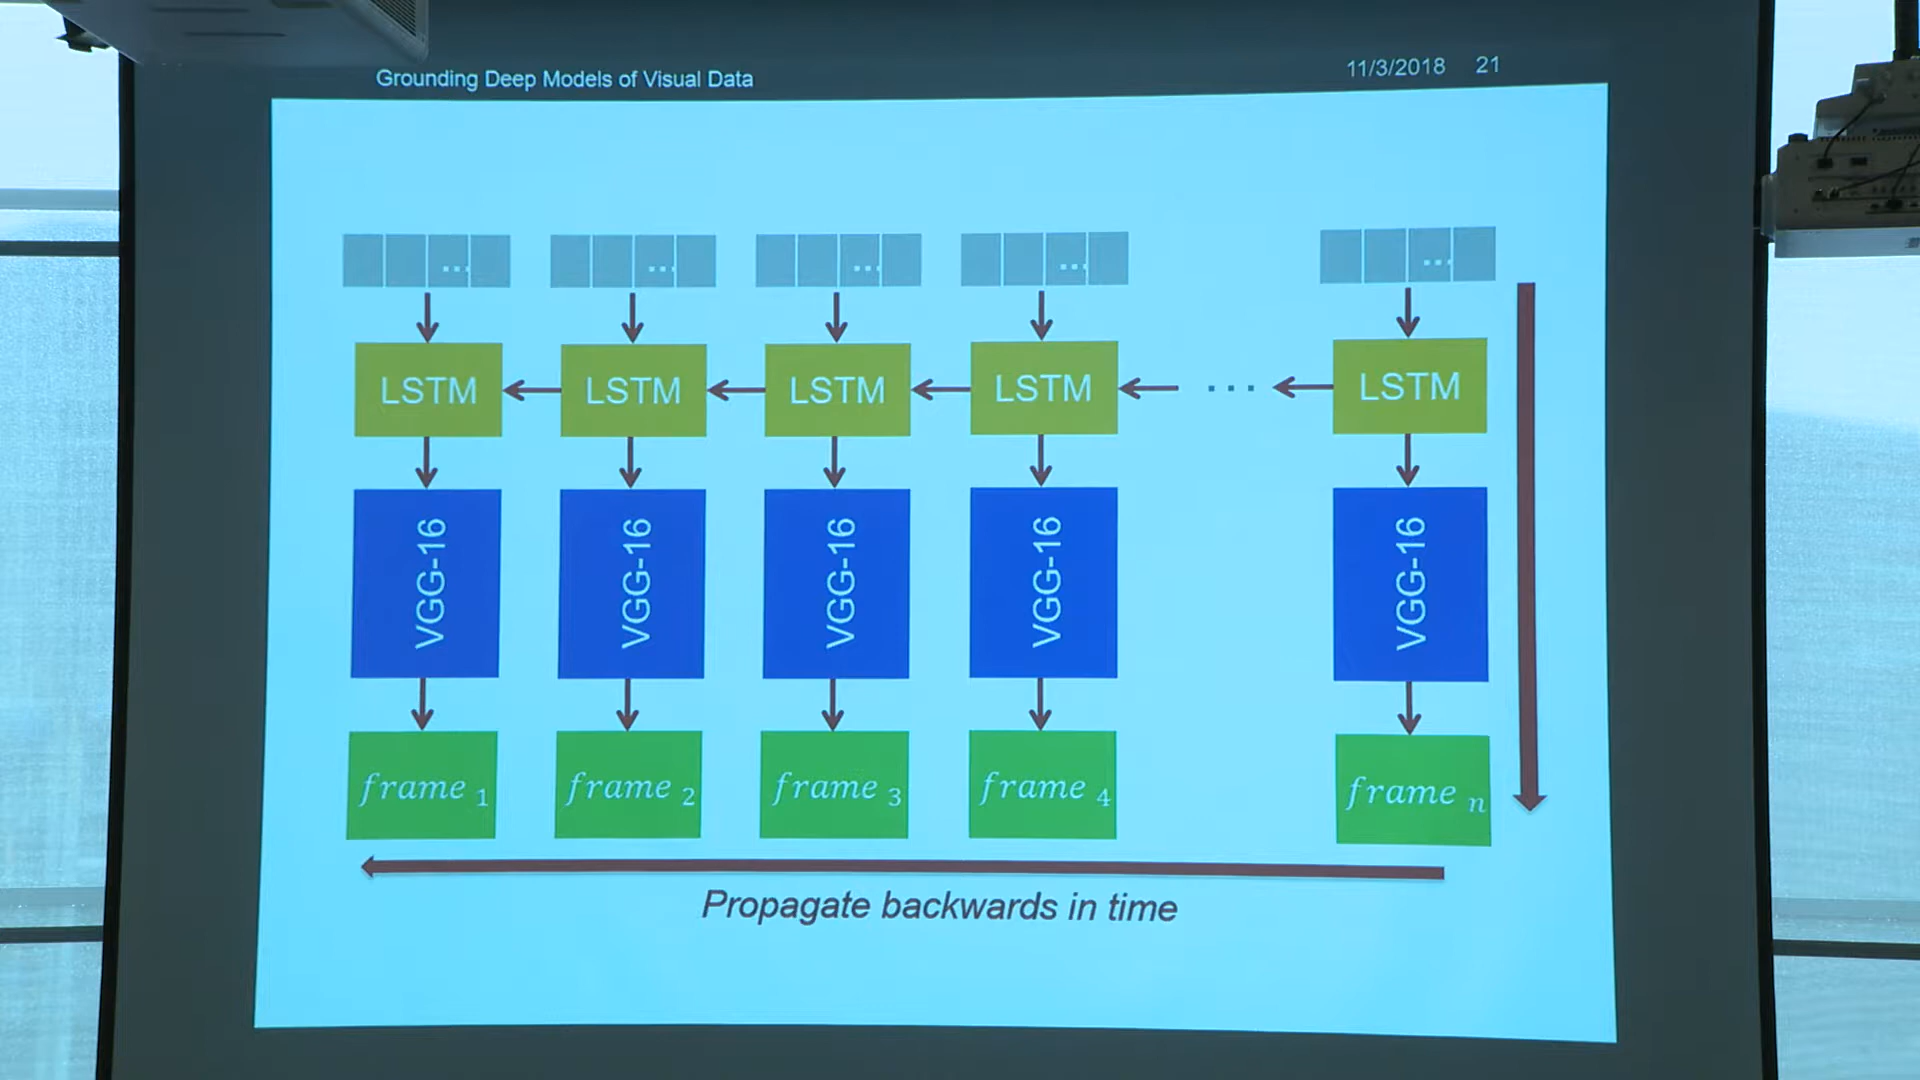 Grounding Deep Models of Visual Data
11/3/2018 21
... ... ... ... ...
LSTM LSTM LSTM LSTM ... LSTM
VGG-16 VGG-16 VGG-16 VGG-16 VGG-16
frame 1 frame 2 frame 3 frame 4 frame n
Propagate backwards in time